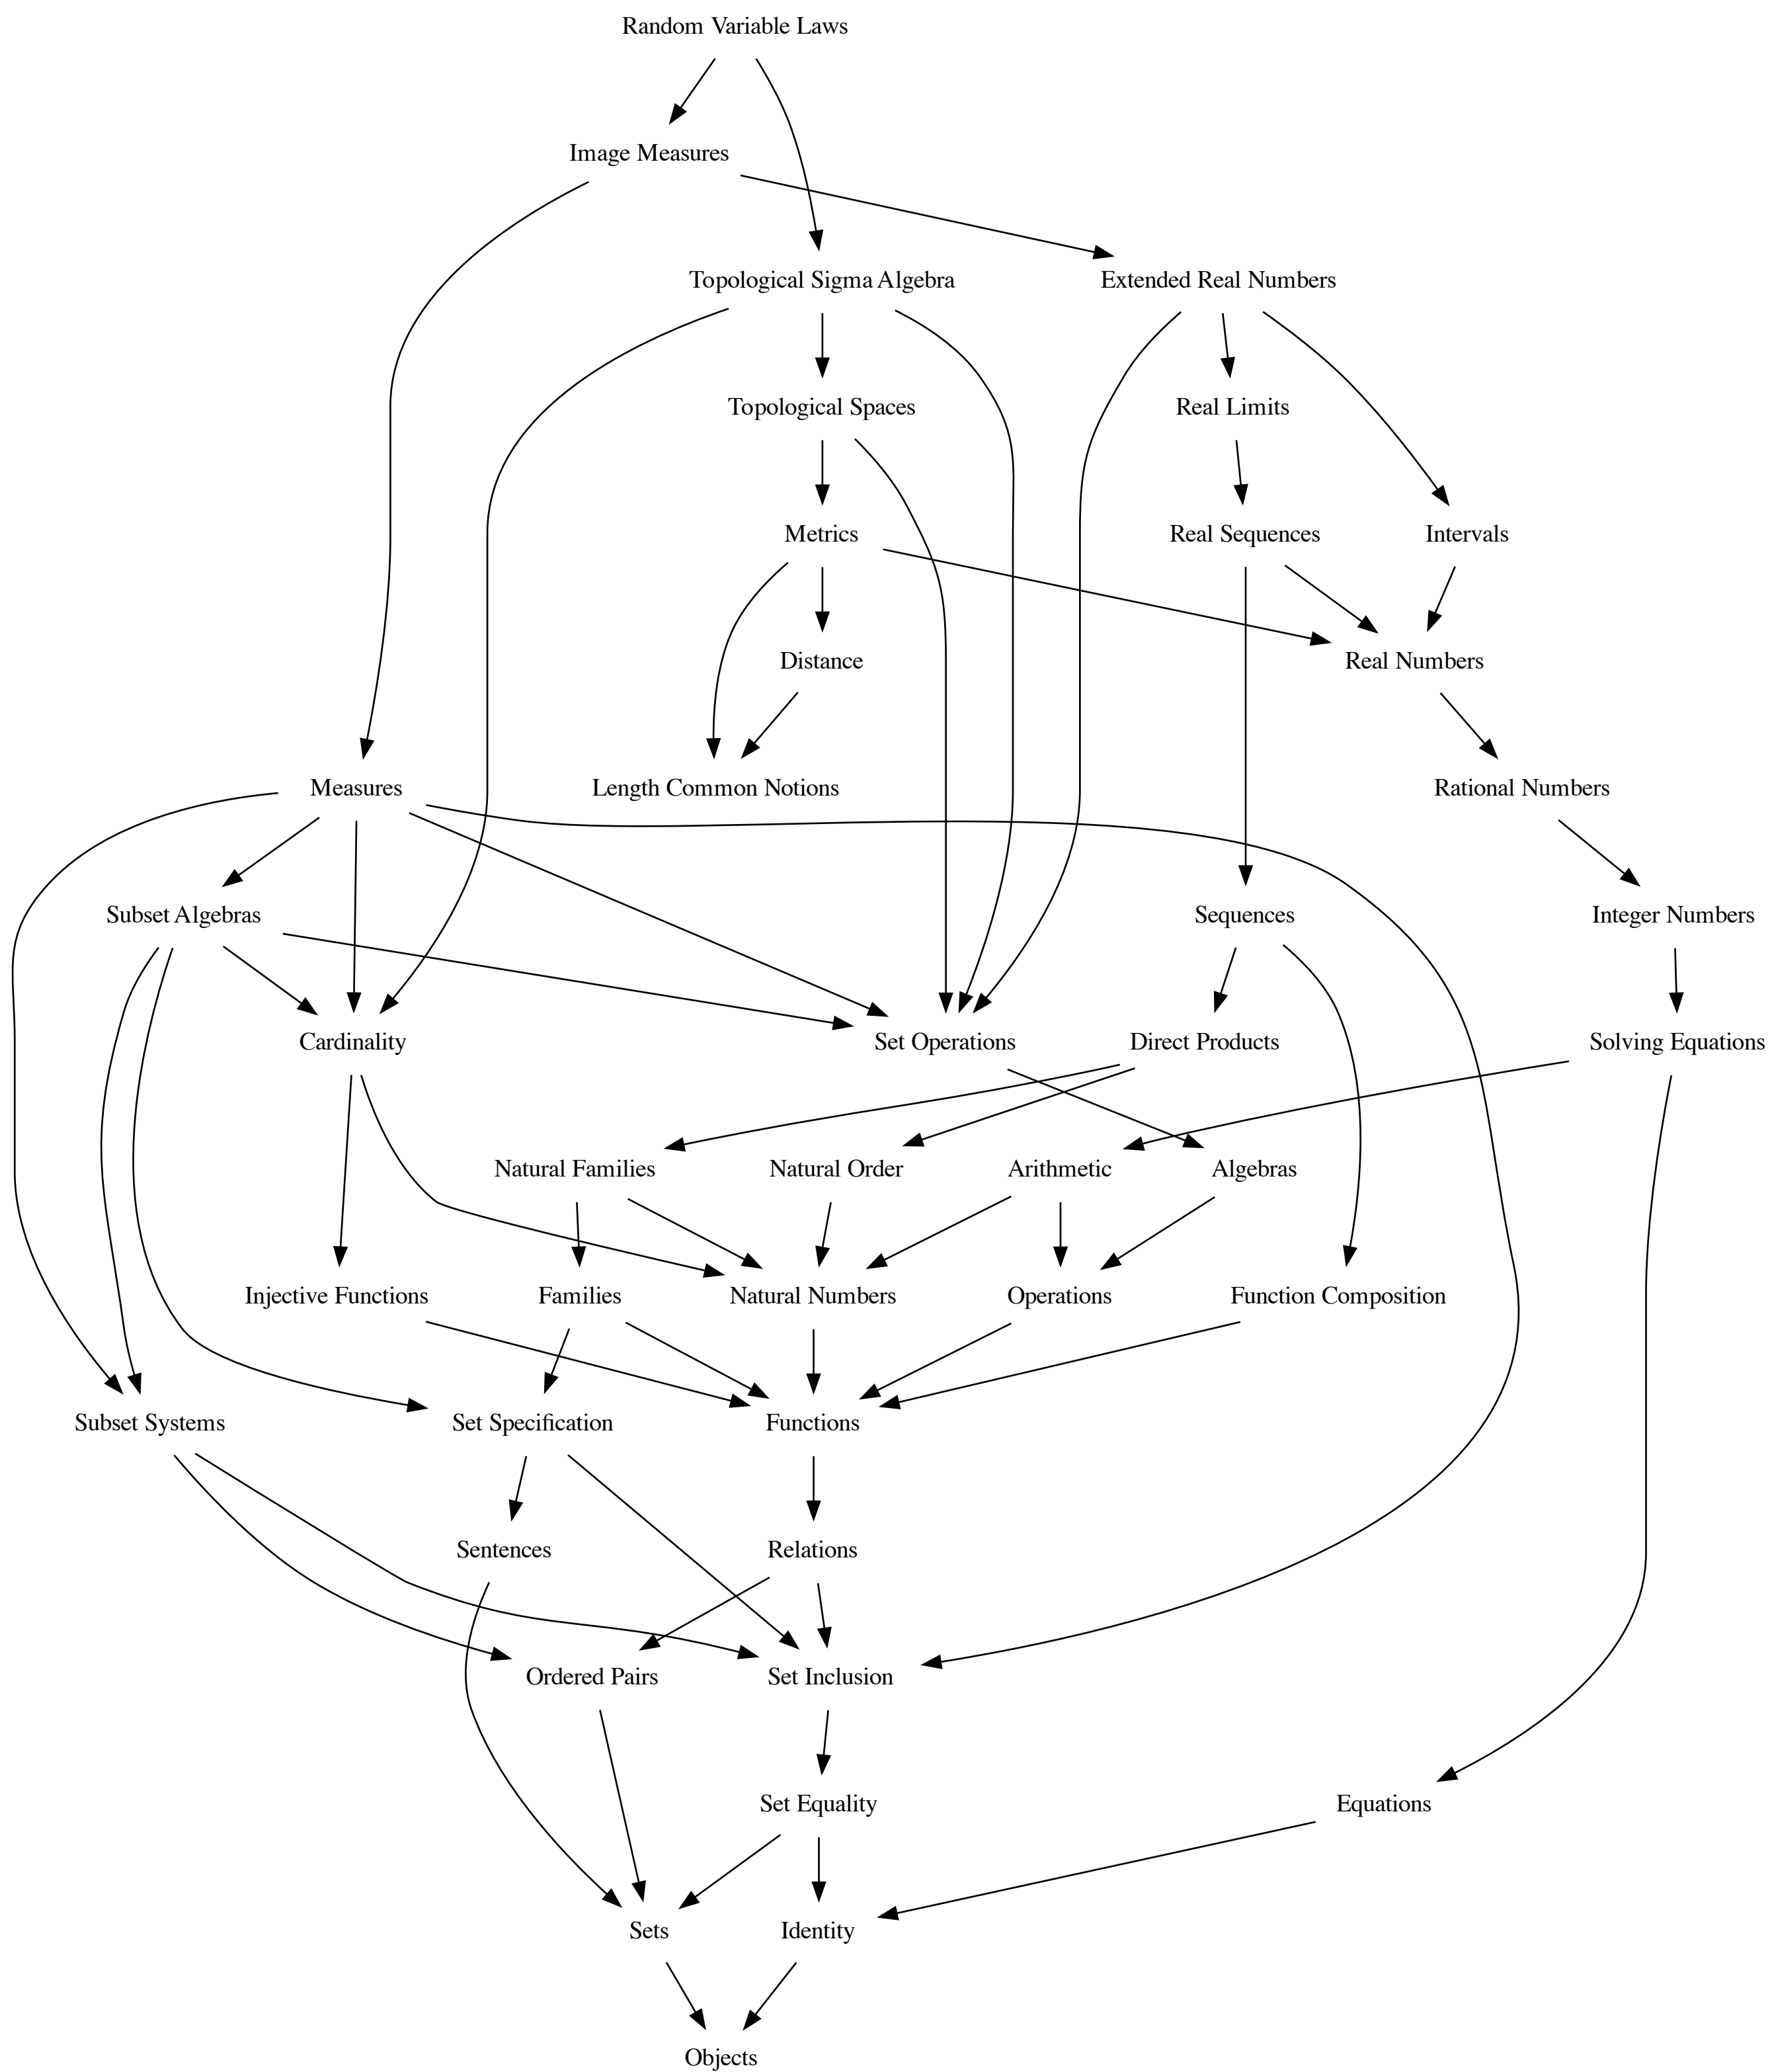 Random Variable Laws
Image Measures
Topological Sigma Algebra
Extended Real Numbers
Topological Spaces
Real Limits
Metrics
Real Sequences
Intervals
Distance
Real Numbers
Measures
Length Common Notions
Rational Numbers
Subset Algebras
Sequences
Integer Numbers
Cardinality
Set Operations
Direct Products
Solving Equations
Natural Families
Natural Order
Arithmetic
Algebras
Injective Functions
Families
Natural Numbers
Operations
Function Composition
Subset Systems
Set Specification
Functions
Sentences
Relations
Ordered Pairs
Set Inclusion
Set Equality
Equations
Sets
Identity
Objects